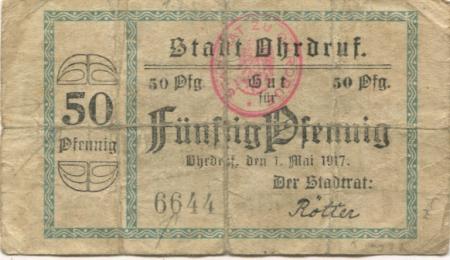 Stadt Ohrdruf.
50 Pfg Gut 50 Pfg.
für
50
Pfennig
Fünfzig Pfennig
Ohrdruf, den 1. Mai 1917.
Der Stadtrat:
6644
Rötter